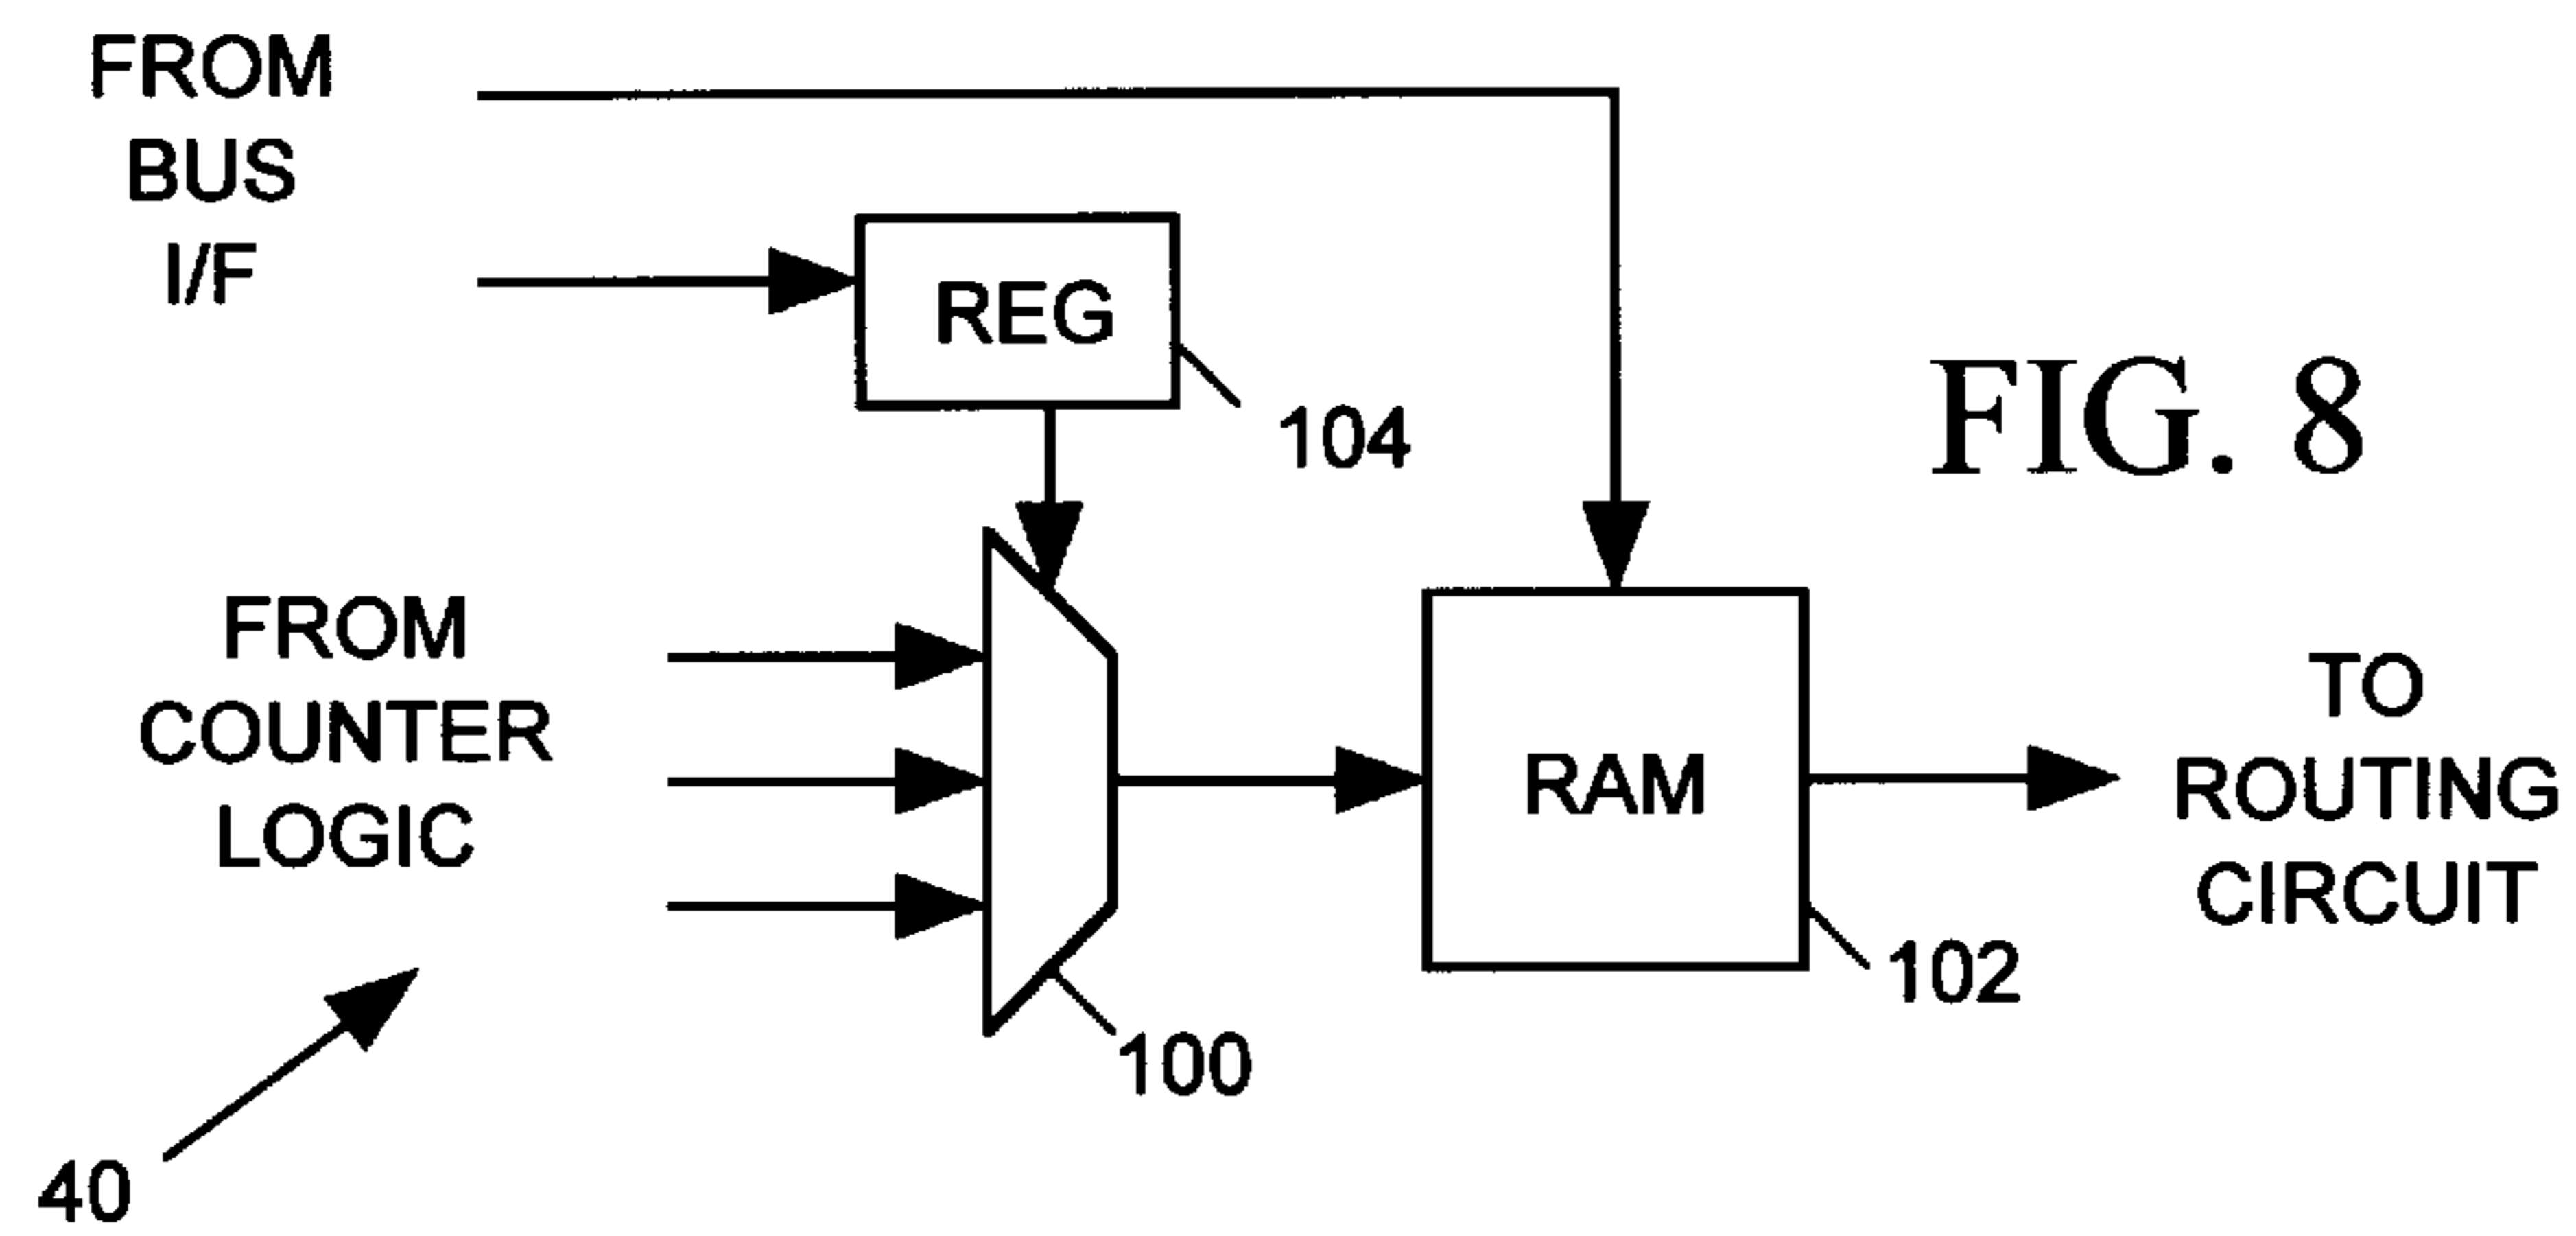 FROM
BUS
I/F
REG
104
FIG. 8
FROM
COUNTER
LOGIC
RAM
TO
ROUTING
CIRCUIT
102
100
40